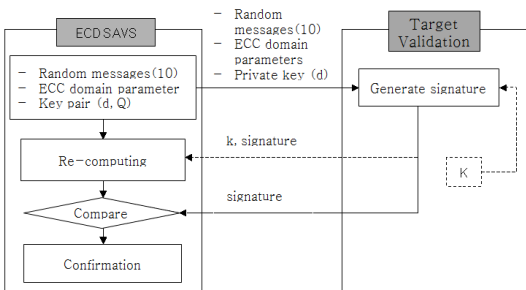 ECDSAVS
- Random messages(10)
- ECC domain parameter
- Key pair (d, Q)
Re-computing
Compare
Confirmation
- Random
messages(10)
- ECC domain
parameters
- Private key (d)
k, signature
signature
Target
Validation
Generate signature
K